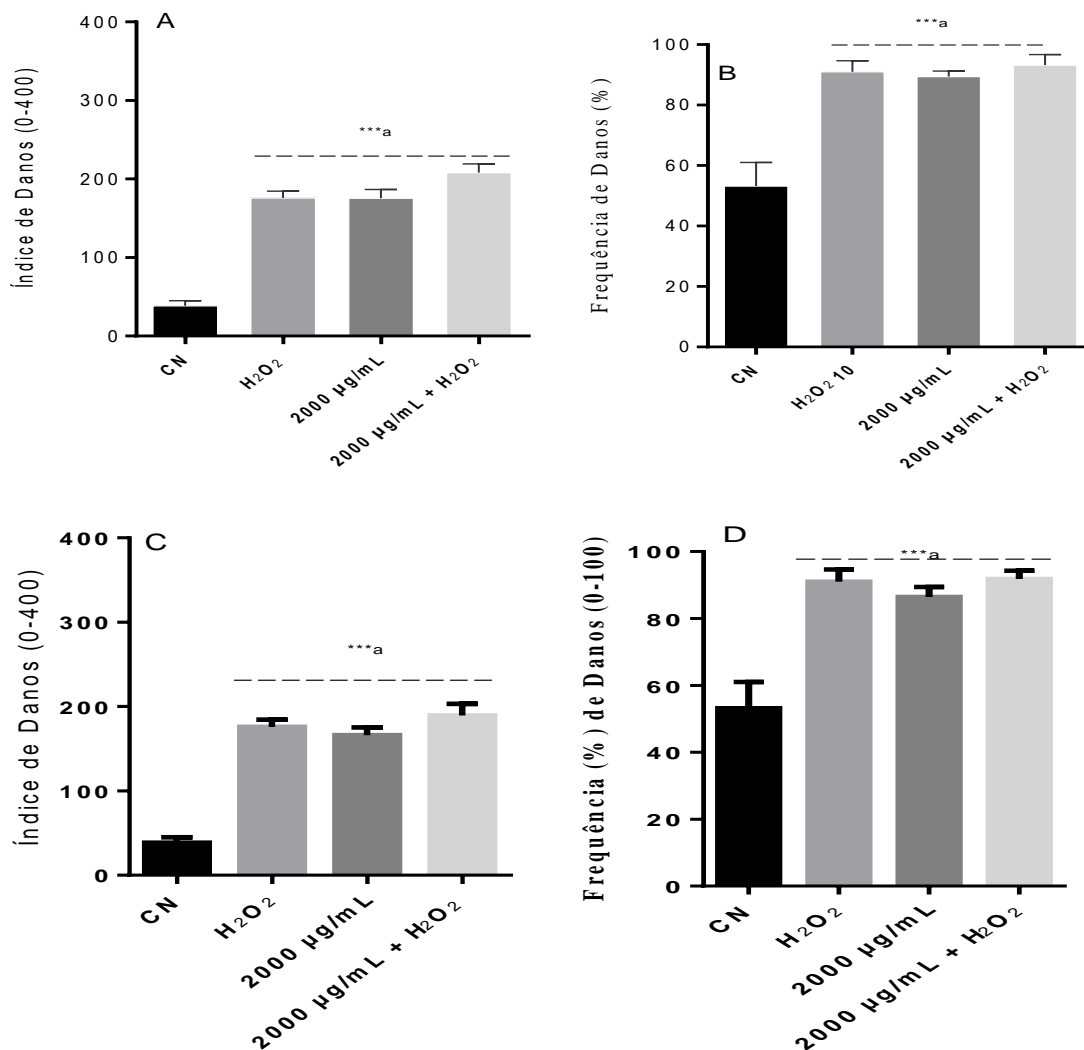 A
Índice de Danos (0-400)
400
300
200
100
0
***a
CN
H₂O₂
2000 µg/mL
2000 µg/mL + H₂O₂
B
Frequência de Danos (%)
100
80
60
40
20
0
***a
CN
H₂O₂ 10
2000 µg/mL
2000 µg/mL + H₂O₂
C
Índice de Danos (0-400)
400
300
200
100
0
***a
CN
H₂O₂
2000 µg/mL
2000 µg/mL + H₂O₂
D
Frequência (%) de Danos (0-100)
100
80
60
40
20
0
***a
CN
H₂O₂
2000 µg/mL
2000 µg/mL + H₂O₂